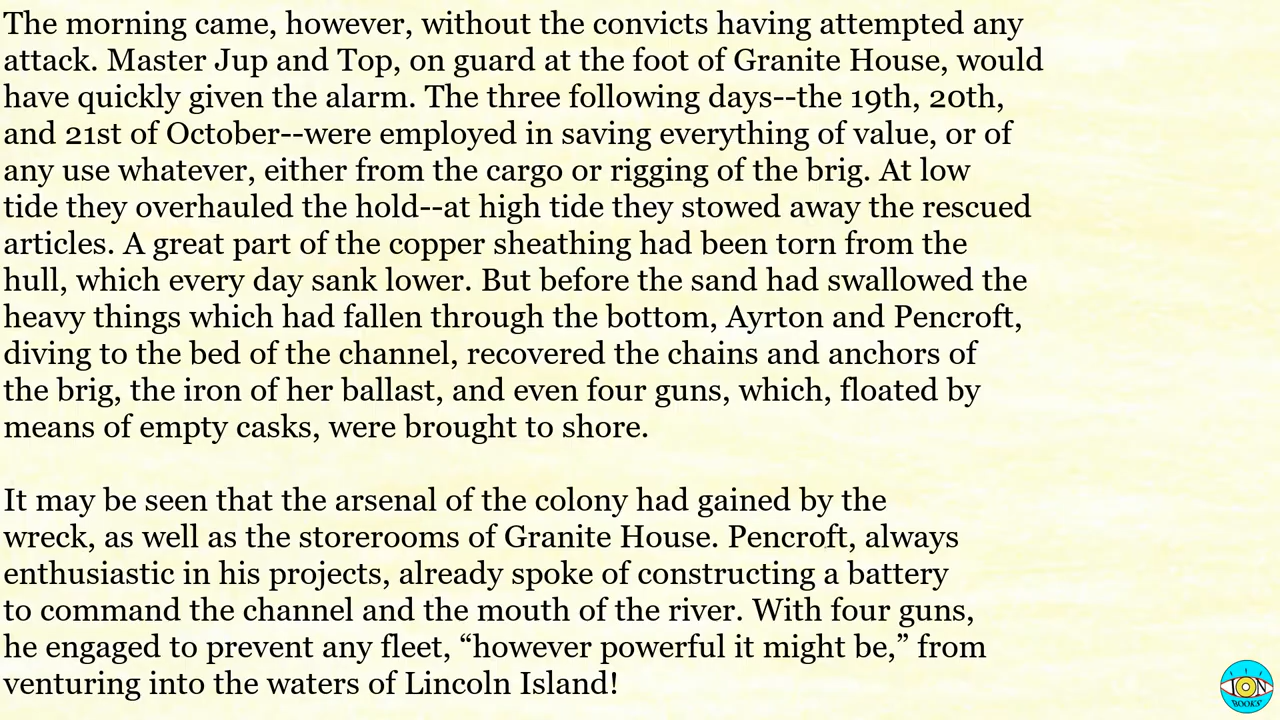 The morning came, however, without the convicts having attempted any
attack. Master Jup and Top, on guard at the foot of Granite House, would
have quickly given the alarm. The three following days--the 19th, 20th,
and 21st of October--were employed in saving everything of value, or of
any use whatever, either from the cargo or rigging of the brig. At low
tide they overhauled the hold--at high tide they stowed away the rescued
articles. A great part of the copper sheathing had been torn from the
hull, which every day sank lower. But before the sand had swallowed the
heavy things which had fallen through the bottom, Ayrton and Pencroft,
diving to the bed of the channel, recovered the chains and anchors of
the brig, the iron of her ballast, and even four guns, which, floated by
means of empty casks, were brought to shore.

It may be seen that the arsenal of the colony had gained by the
wreck, as well as the storerooms of Granite House. Pencroft, always
enthusiastic in his projects, already spoke of constructing a battery
to command the channel and the mouth of the river. With four guns,
he engaged to prevent any fleet, “however powerful it might be,” from
venturing into the waters of Lincoln Island!
ION
BOOKS